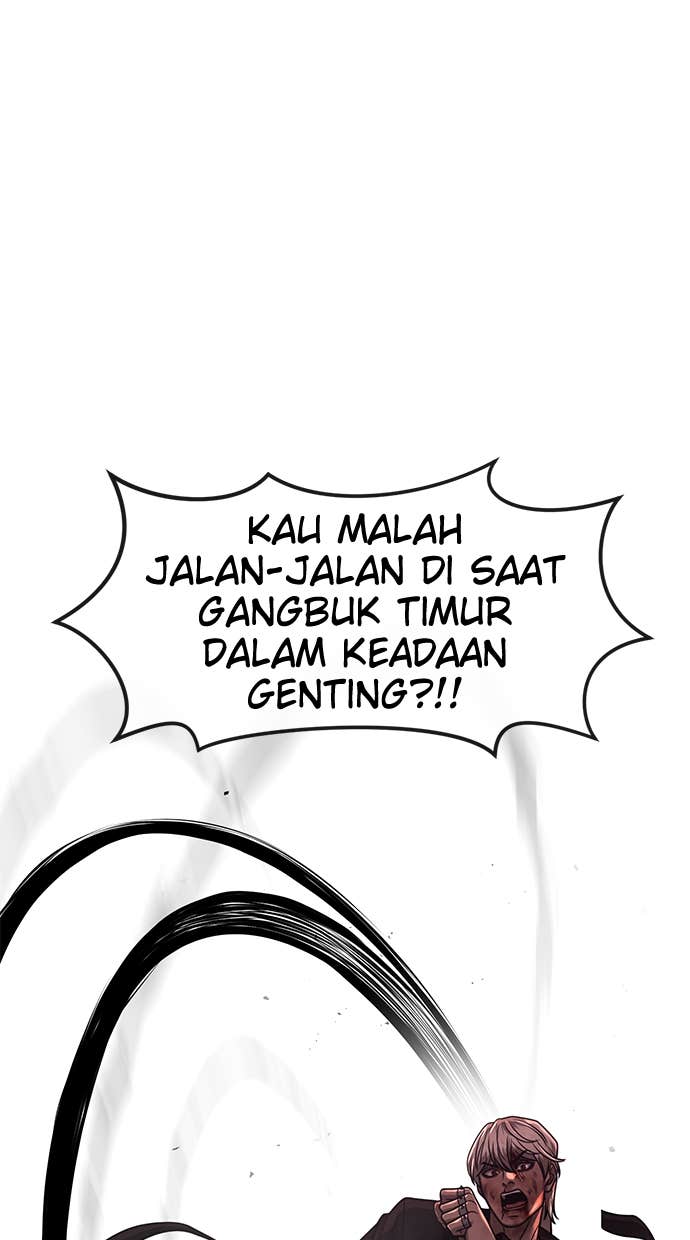 KAU MALAH
JALAN-JALAN DI SAAT
GANGBUK TIMUR
DALAM KEADAAN
GENTING?!!